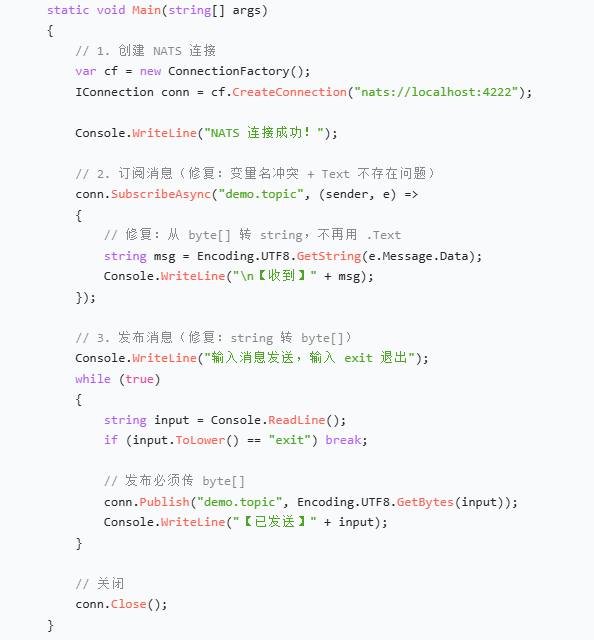 static void Main(string[] args)
{
// 1. 创建 NATS 连接
var cf = new ConnectionFactory();
IConnection conn = cf.CreateConnection("nats://localhost:4222");
Console.WriteLine("NATS 连接成功！");
// 2. 订阅消息（修复：变量名冲突 + Text 不存在问题）
conn.SubscribeAsync("demo.topic", (sender, e) =>
{
// 修复：从 byte[] 转 string，不再用 .Text
string msg = Encoding.UTF8.GetString(e.Message.Data);
Console.WriteLine("\n【收到】" + msg);
});
// 3. 发布消息（修复：string 转 byte[]）
Console.WriteLine("输入消息发送，输入 exit 退出");
while (true)
{
string input = Console.ReadLine();
if (input.ToLower() == "exit") break;
// 发布必须传 byte[]
conn.Publish("demo.topic", Encoding.UTF8.GetBytes(input));
Console.WriteLine("【已发送】" + input);
}
// 关闭
conn.Close();
}